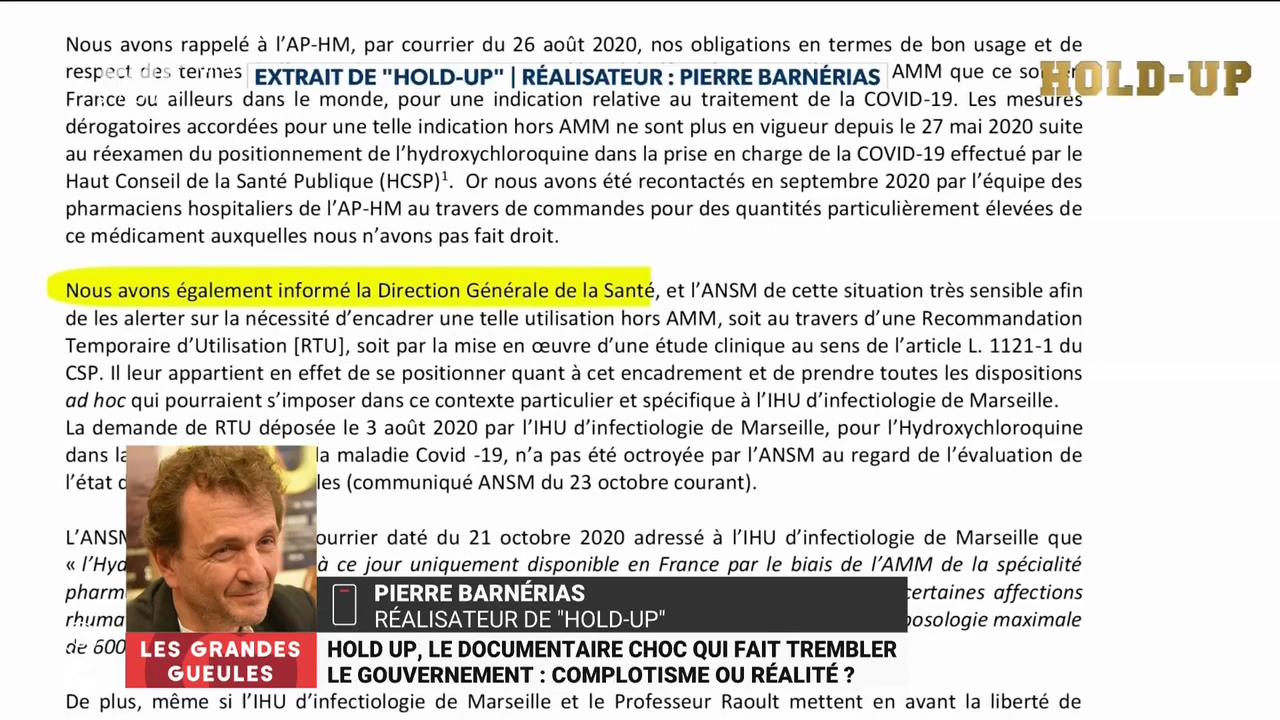 Nous avons rappelé à l'AP-HM, par courrier du 26 août 2020, nos obligations en termes de bon usage et de
respect des termes
EXTRAIT DE "HOLD-UP" | RÉALISATEUR : PIERRE BARNÉRIAS
AMM que ce soit en
HOLD-UP
France ou ailleurs dans le monde, pour une indication relative au traitement de la COVID-19. Les mesures
dérogatoires accordées pour une telle indication hors AMM ne sont plus en vigueur depuis le 27 mai 2020 suite
au réexamen du positionnement de l'hydroxychloroquine dans la prise en charge de la COVID-19 effectué par le
Haut Conseil de la Santé Publique (HCSP)¹. Or nous avons été recontactés en septembre 2020 par l'équipe des
pharmaciens hospitaliers de l'AP-HM au travers de commandes pour des quantités particulièrement élevées de
ce médicament auxquelles nous n'avons pas fait droit.
Nous avons également informé la Direction Générale de la Santé, et l'ANSM de cette situation très sensible afin
de les alerter sur la nécessité d'encadrer une telle utilisation hors AMM, soit au travers d'une Recommandation
Temporaire d'Utilisation [RTU], soit par la mise en œuvre d'une étude clinique au sens de l'article L. 1121-1 du
CSP. Il leur appartient en effet de se positionner quant à cet encadrement et de prendre toutes les dispositions
ad hoc qui pourraient s'imposer dans ce contexte particulier et spécifique à l'IHU d'infectiologie de Marseille.
La demande de RTU déposée le 3 août 2020 par l'IHU d'infectiologie de Marseille, pour l'Hydroxychloroquine
dans la maladie Covid -19, n'a pas été octroyée par l'ANSM au regard de l'évaluation de
l'état les (communiqué ANSM du 23 octobre courant).
L'ANSM ourrier daté du 21 octobre 2020 adressé à l'IHU d'infectiologie de Marseille que
« l'Hyd à ce jour uniquement disponible en France par le biais de l'AMM de la spécialité
pharm certaines affections
rhuma posologie maximale
de 600
PIERRE BARNÉRIAS
RÉALISATEUR DE "HOLD-UP"
LES GRANDES
GUEULES
HOLD UP, LE DOCUMENTAIRE CHOC QUI FAIT TREMBLER
LE GOUVERNEMENT : COMPLOTISME OU RÉALITÉ ?
De plus, même si l'IHU d'infectiologie de Marseille et le Professeur Raoult mettent en avant la liberté de